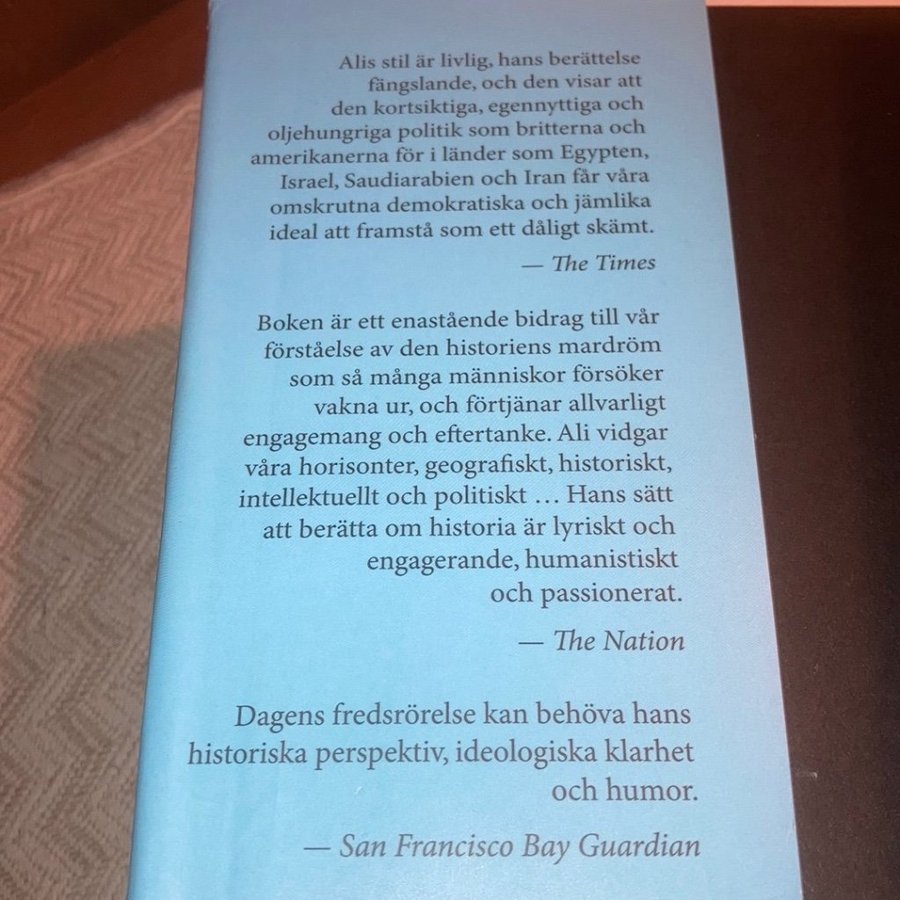 Alis stil är livlig, hans berättelse
fängslande, och den visar att
den kortsiktiga, egennyttiga och
oljehungriga politik som britterna och
amerikanerna för i länder som Egypten,
Israel, Saudiarabien och Iran får våra
omskrutna demokratiska och jämlika
ideal att framstå som ett dåligt skämt.
— The Times
Boken är ett enastående bidrag till vår
förståelse av den historiens mardröm
som så många människor försöker
vakna ur, och förtjänar allvarligt
engagemang och eftertanke. Ali vidgar
våra horisonter, geografiskt, historiskt,
intellektuellt och politiskt … Hans sätt
att berätta om historia är lyriskt och
engagerande, humanistiskt
och passionerat.
— The Nation
Dagens fredsrörelse kan behöva hans
historiska perspektiv, ideologiska klarhet
och humor.
— San Francisco Bay Guardian